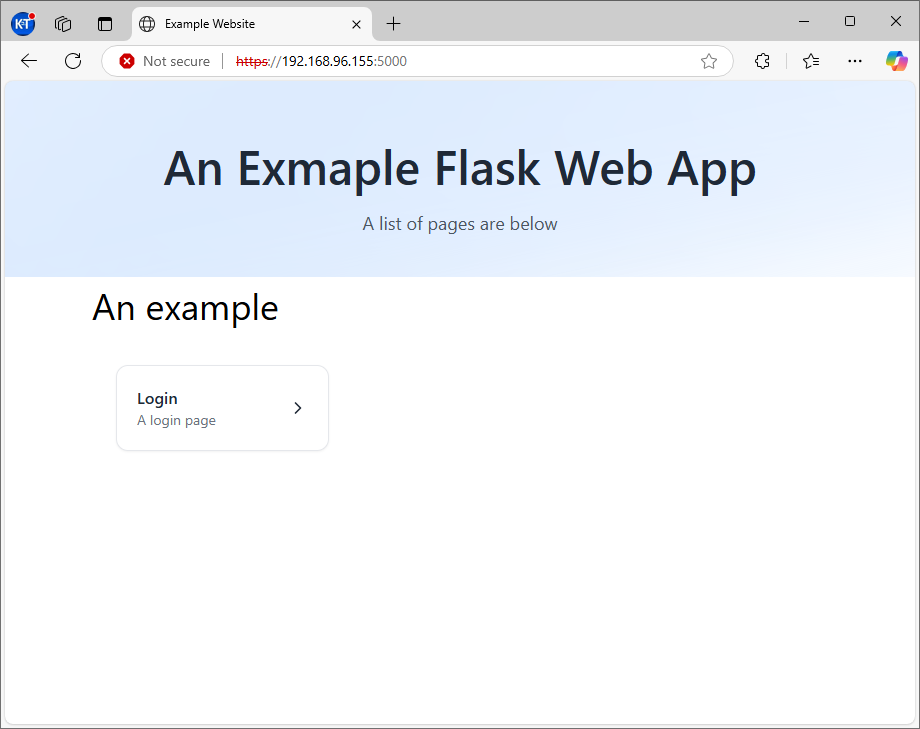 K+T
Example Website
Not secure
https://192.168.96.155:5000
An Exmaple Flask Web App
A list of pages are below
An example
Login
A login page